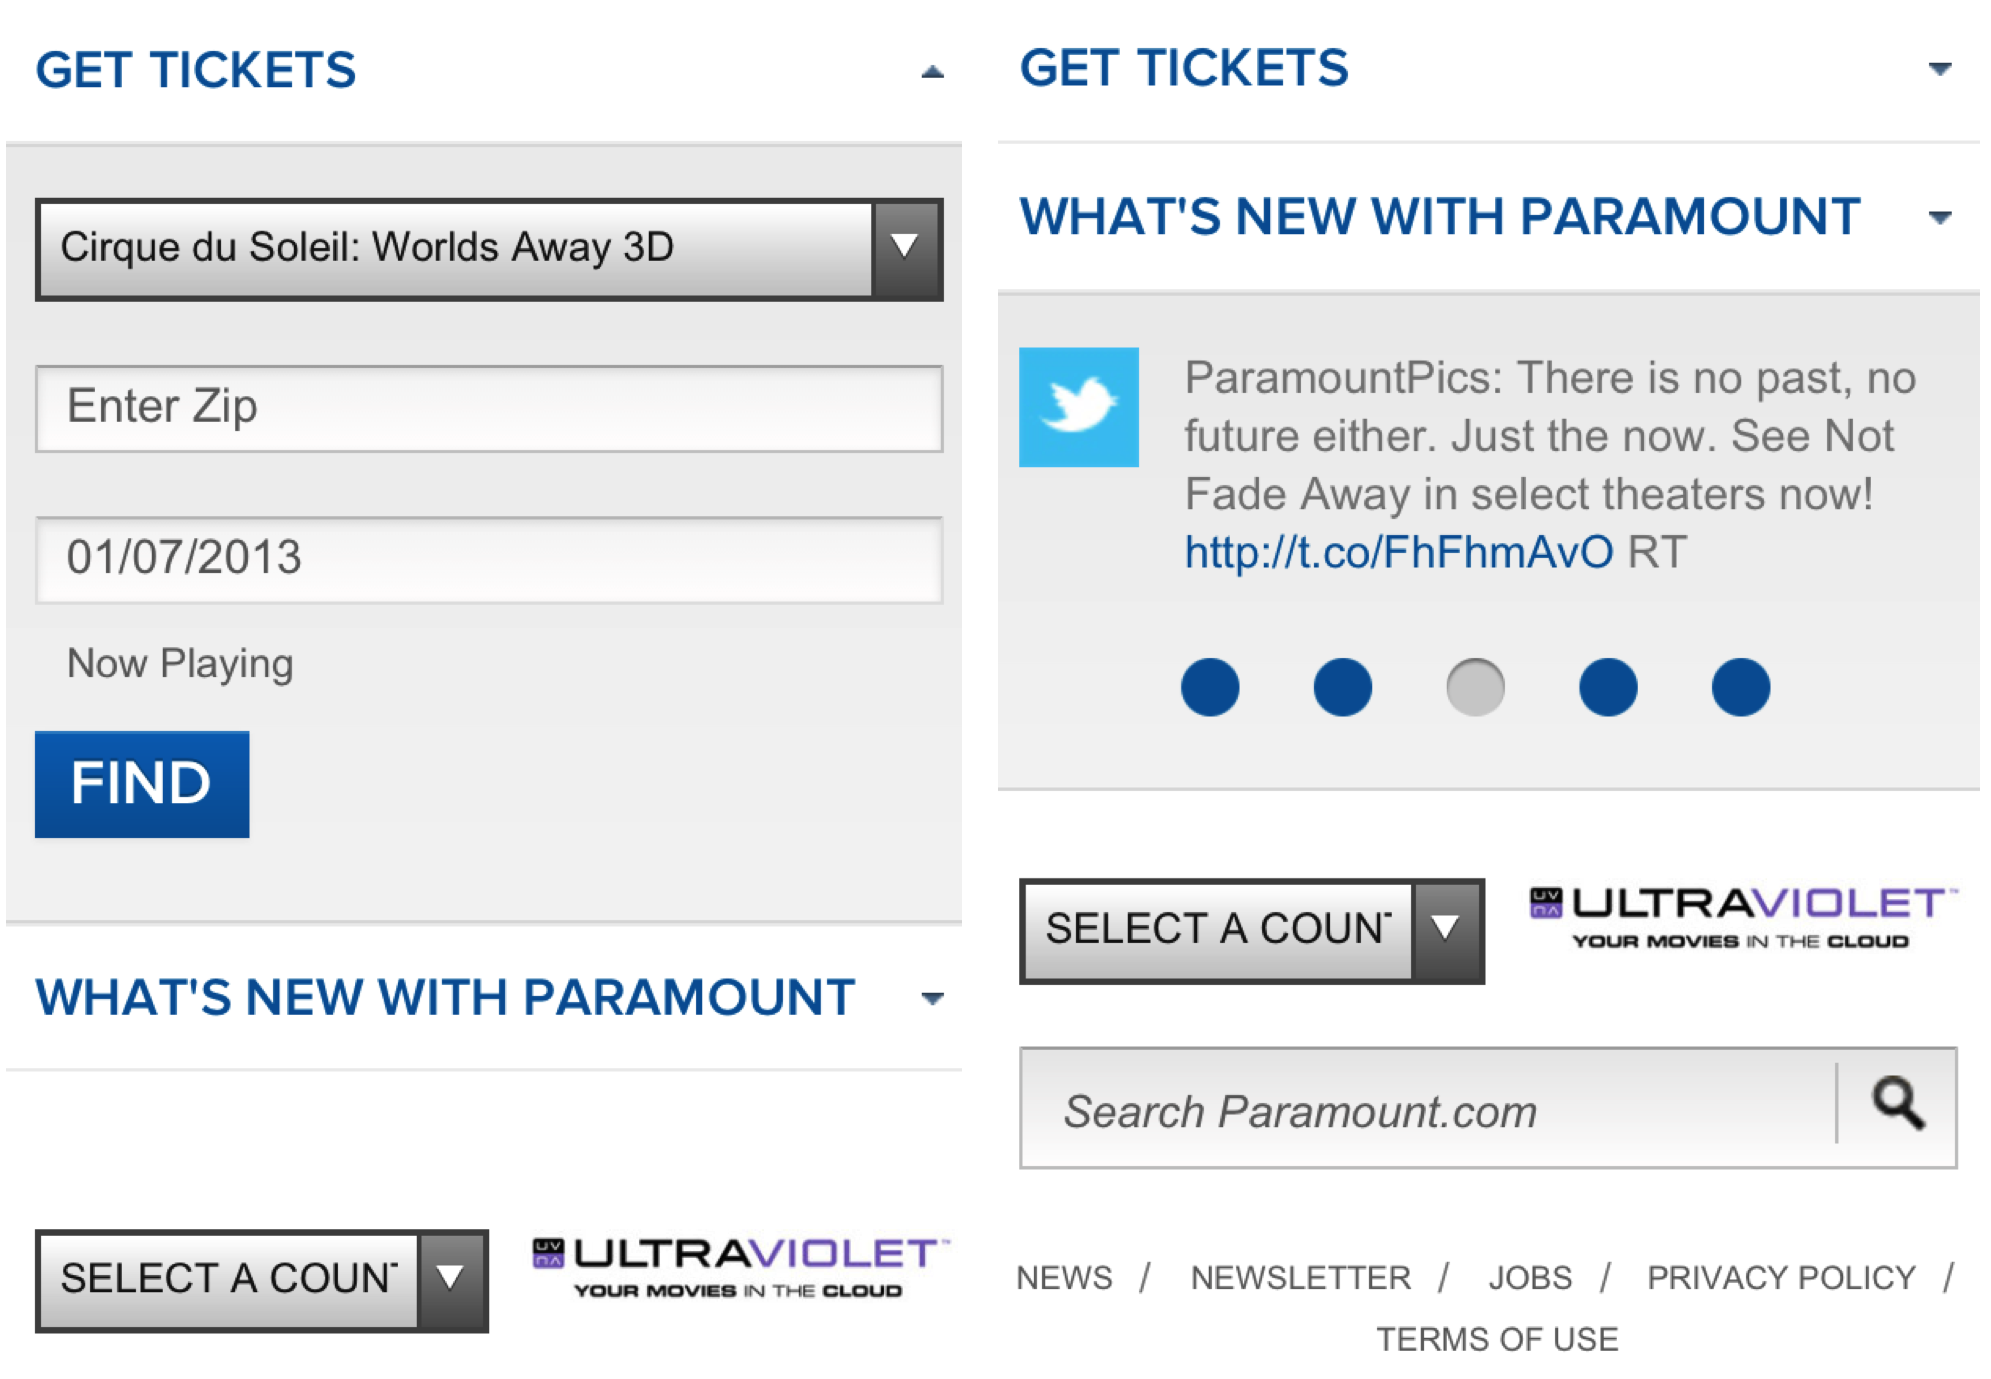 GET TICKETS
Cirque du Soleil: Worlds Away 3D
Enter Zip
01/07/2013
Now Playing
FIND
WHAT'S NEW WITH PARAMOUNT
SELECT A COUN
UV
ULTRAVIOLET™
YOUR MOVIES IN THE CLOUD
GET TICKETS
WHAT'S NEW WITH PARAMOUNT
ParamountPics: There is no past, no
future either. Just the now. See Not
Fade Away in select theaters now!
http://t.co/FhFhmAvO RT
SELECT A COUN
UV
ULTRAVIOLET™
YOUR MOVIES IN THE CLOUD
Search Paramount.com
NEWS / NEWSLETTER / JOBS / PRIVACY POLICY /
TERMS OF USE